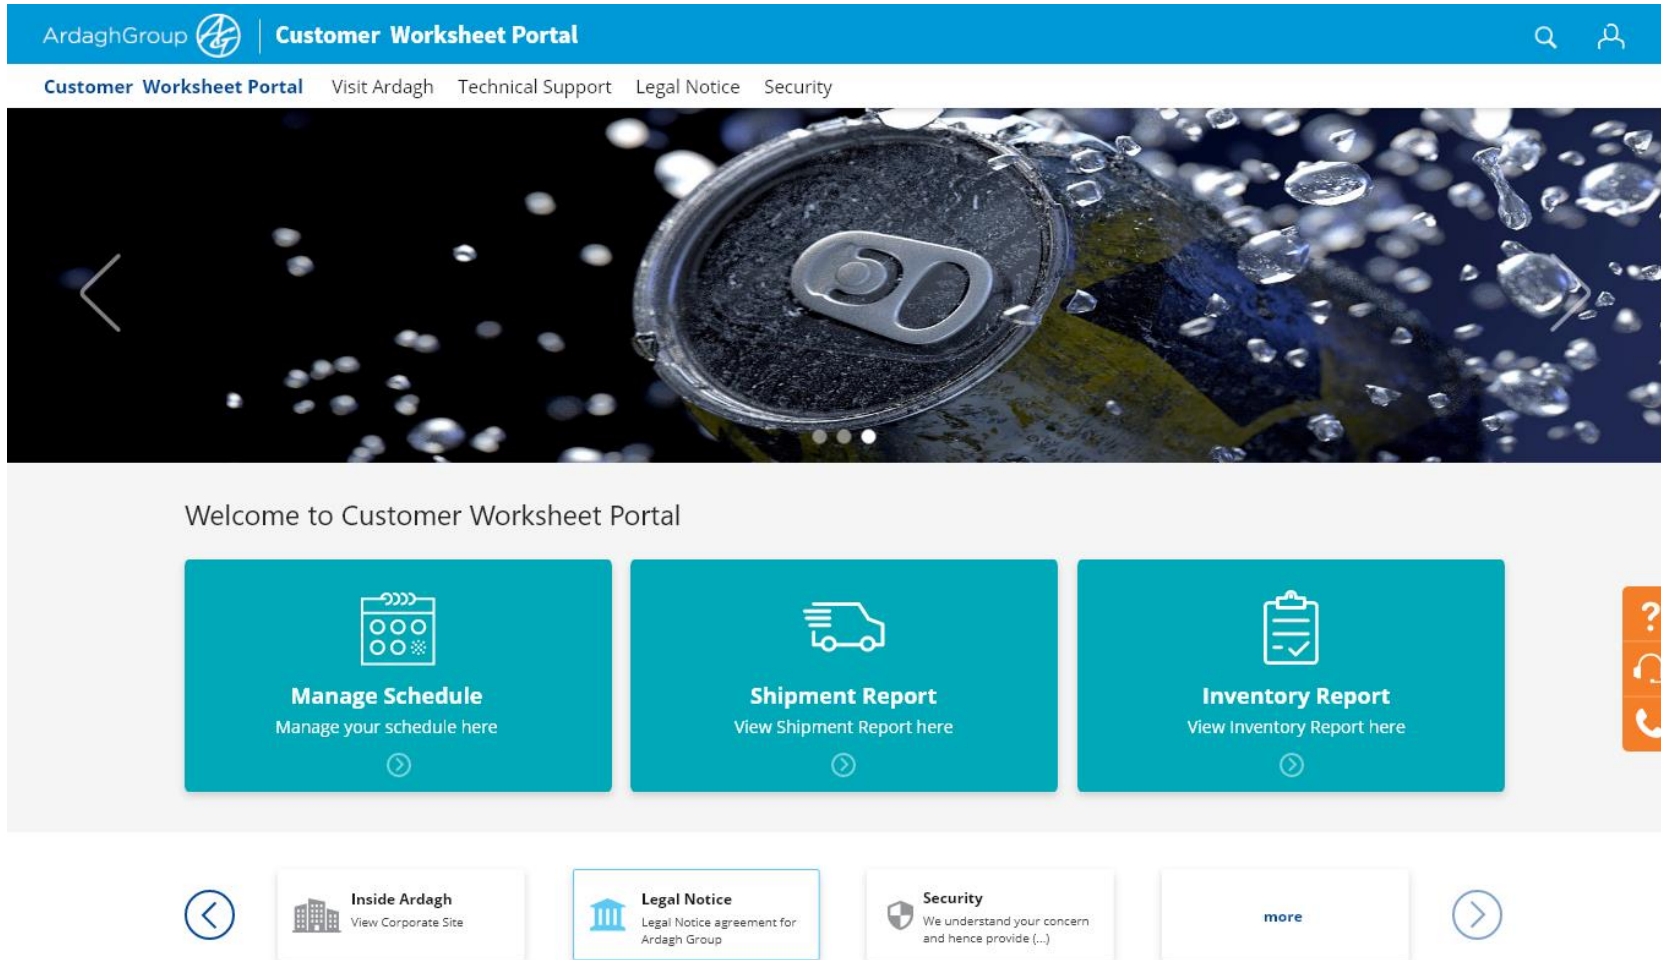 ArdaghGroup
Customer Worksheet Portal
Customer Worksheet Portal Visit Ardagh Technical Support Legal Notice Security
Welcome to Customer Worksheet Portal
Manage Schedule
Manage your schedule here
Shipment Report
View Shipment Report here
Inventory Report
View Inventory Report here
?
Inside Ardagh
View Corporate Site
Legal Notice
Legal Notice agreement for
Ardagh Group
Security
We understand your concern
and hence provide (...)
more